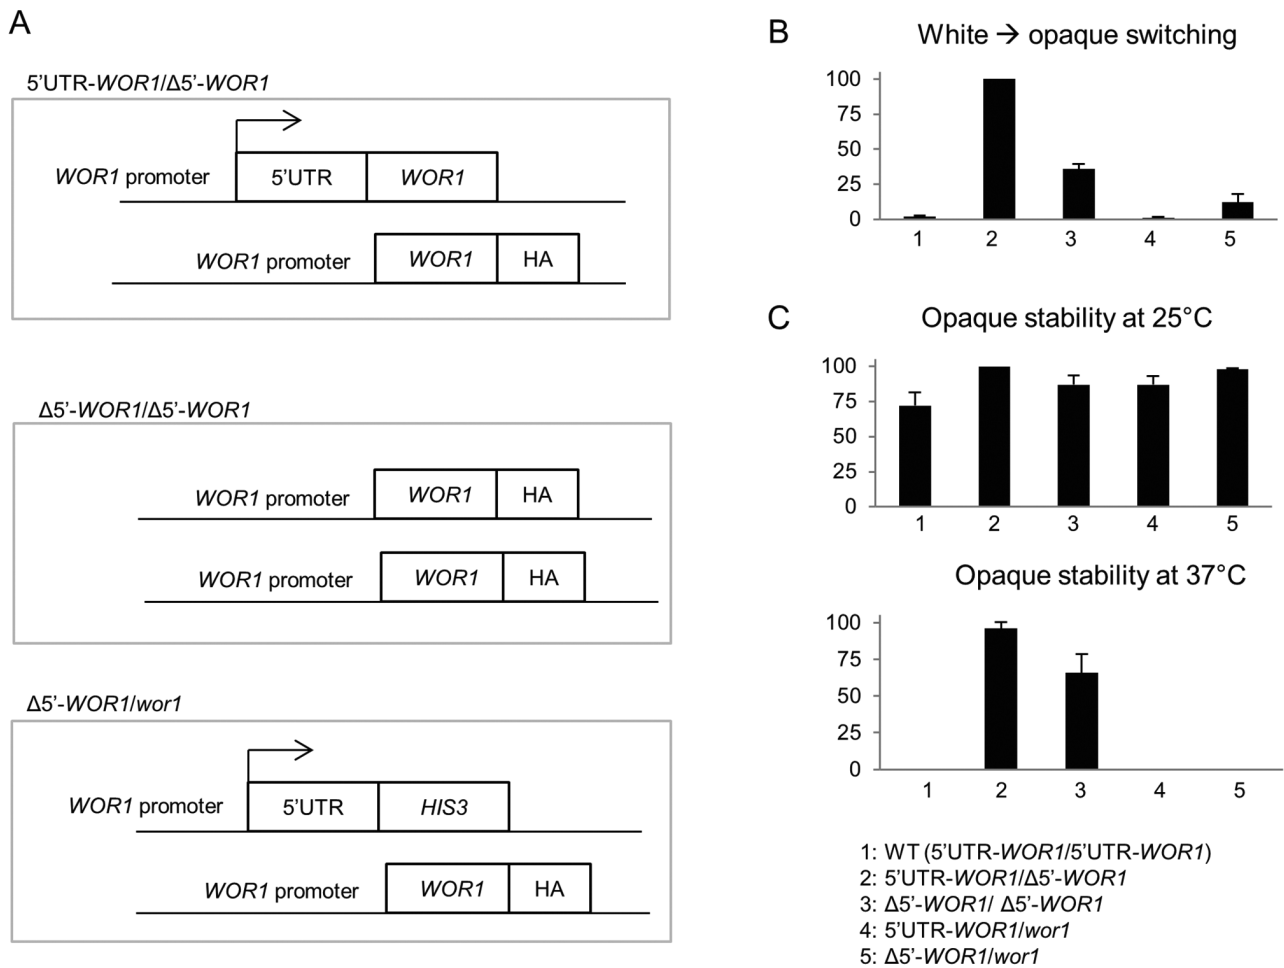 A
5'UTR-WOR1/Δ5'-WOR1
WOR1 promoter 5'UTR WOR1
WOR1 promoter WOR1 HA
Δ5'-WOR1/Δ5'-WOR1
WOR1 promoter WOR1 HA
WOR1 promoter WOR1 HA
Δ5'-WOR1/wor1
WOR1 promoter 5'UTR HIS3
WOR1 promoter WOR1 HA
B
White → opaque switching
100
75
50
25
0
1 2 3 4 5
C
Opaque stability at 25°C
100
75
50
25
0
1 2 3 4 5
Opaque stability at 37°C
100
75
50
25
0
1 2 3 4 5
1: WT (5'UTR-WOR1/5'UTR-WOR1)
2: 5'UTR-WOR1/Δ5'-WOR1
3: Δ5'-WOR1/ Δ5'-WOR1
4: 5'UTR-WOR1/wor1
5: Δ5'-WOR1/wor1